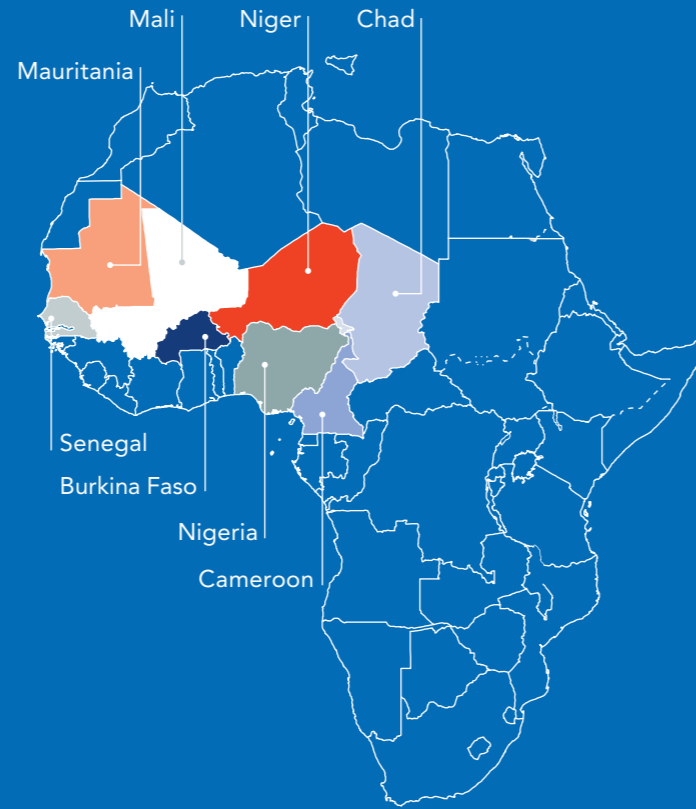 Mali
Niger
Chad
Mauritania
Senegal
Burkina Faso
Nigeria
Cameroon